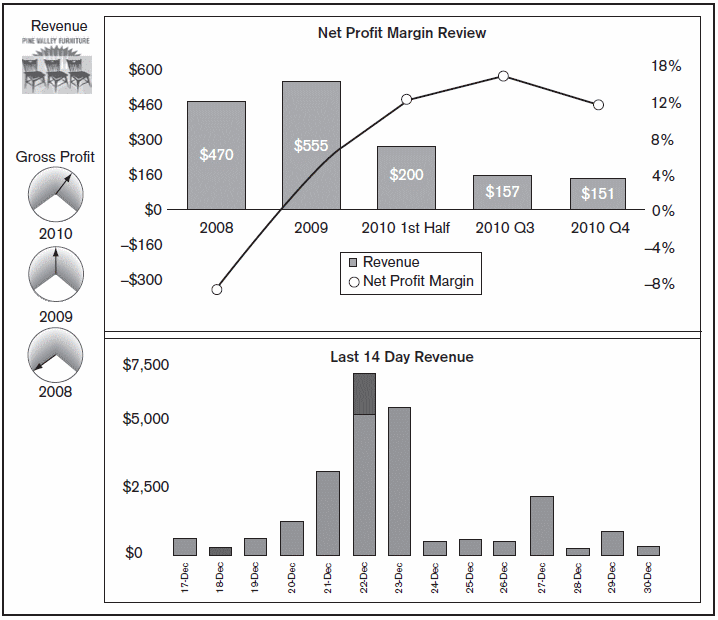 Revenue
PINE VALLEY FURNITURE
Gross Profit
2010
2009
2008
Net Profit Margin Review
$600
$460
$300
$160
$0
–$160
–$300
18%
12%
8%
4%
0%
–4%
–8%
$470
$555
$200
$157
$151
2008 2009 2010 1st Half 2010 Q3 2010 Q4
Revenue
Net Profit Margin
Last 14 Day Revenue
$7,500
$5,000
$2,500
$0
17-Dec
18-Dec
19-Dec
20-Dec
21-Dec
22-Dec
23-Dec
24-Dec
25-Dec
26-Dec
27-Dec
28-Dec
29-Dec
30-Dec